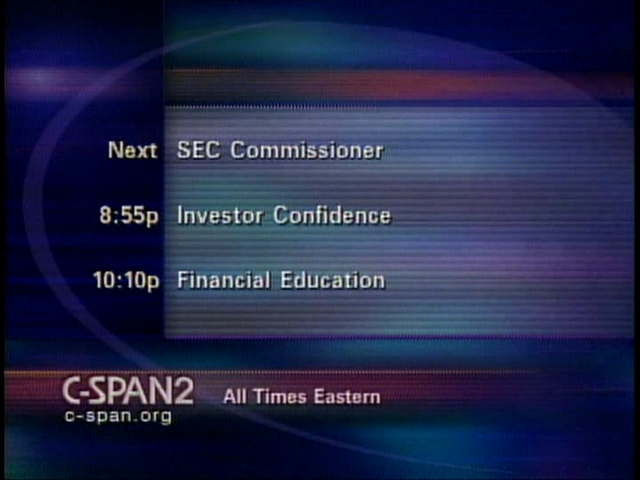 Next SEC Commissioner
8:55p Investor Confidence
10:10p Financial Education
C-SPAN2 All Times Eastern
c-span.org